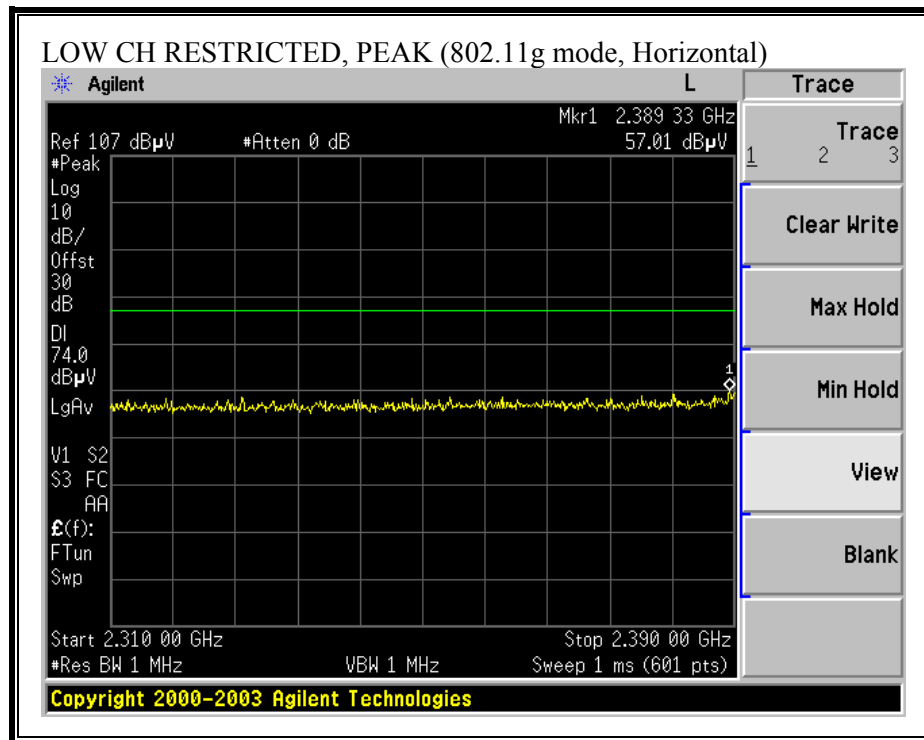 LOW CH RESTRICTED, PEAK (802.11g mode, Horizontal)
Agilent
L
Trace
Mkr1 2.389 33 GHz
Ref 107 dBµV
#Atten 0 dB
57.01 dBµV
#Peak
Log
10
dB/
Offst
30
dB
DI
74.0
dBµV
LgAv
1
V1 S2
S3 FC
AA
£(f):
FTun
Swp
Start 2.310 00 GHz
Stop 2.390 00 GHz
#Res BW 1 MHz
VBW 1 MHz
Sweep 1 ms (601 pts)
Trace
1 2 3
Clear Write
Max Hold
Min Hold
View
Blank
Copyright 2000-2003 Agilent Technologies